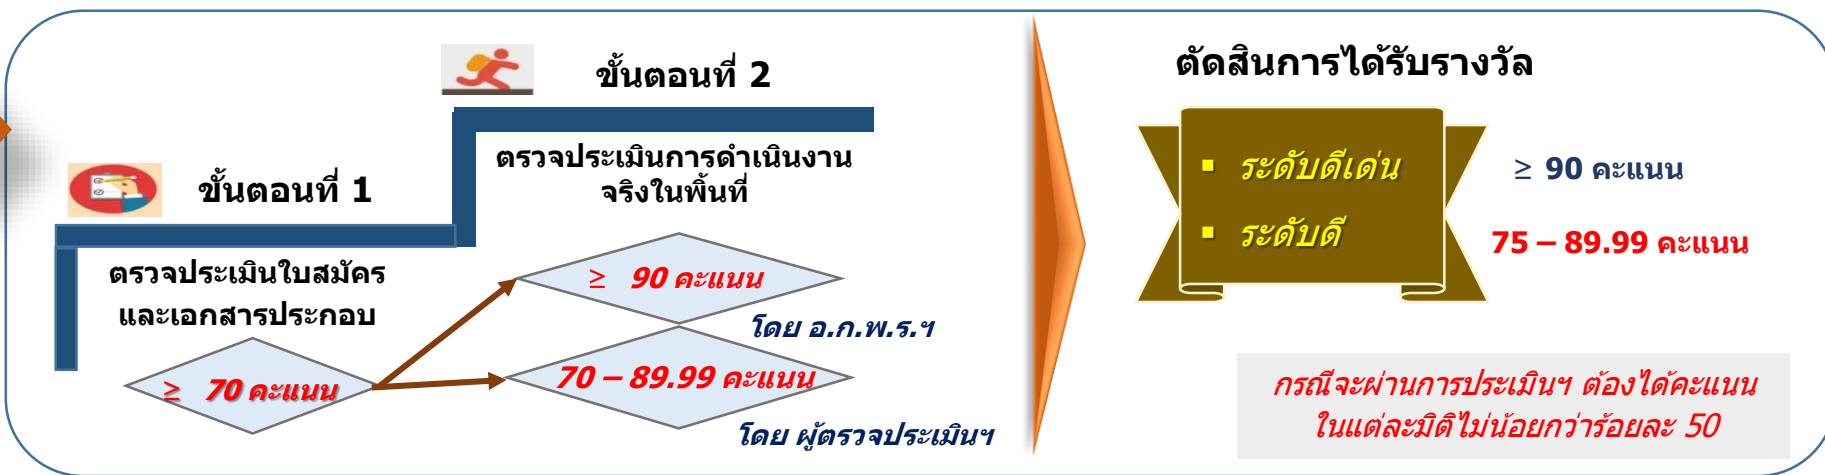 ขั้นตอนที่ 1
ตรวจประเมินใบสมัคร
และเอกสารประกอบ
≥ 70 คะแนน
ขั้นตอนที่ 2
ตรวจประเมินการดำเนินงาน
จริงในพื้นที่
≥ 90 คะแนน
โดย อ.ก.พ.ร.ฯ
70 – 89.99 คะแนน
โดย ผู้ตรวจประเมินฯ
ตัดสินการได้รับรางวัล
▪ ระดับดีเด่น ≥ 90 คะแนน
▪ ระดับดี 75 – 89.99 คะแนน
กรณีจะผ่านการประเมินฯ ต้องได้คะแนน
ในแต่ละมิติไม่น้อยกว่าร้อยละ 50